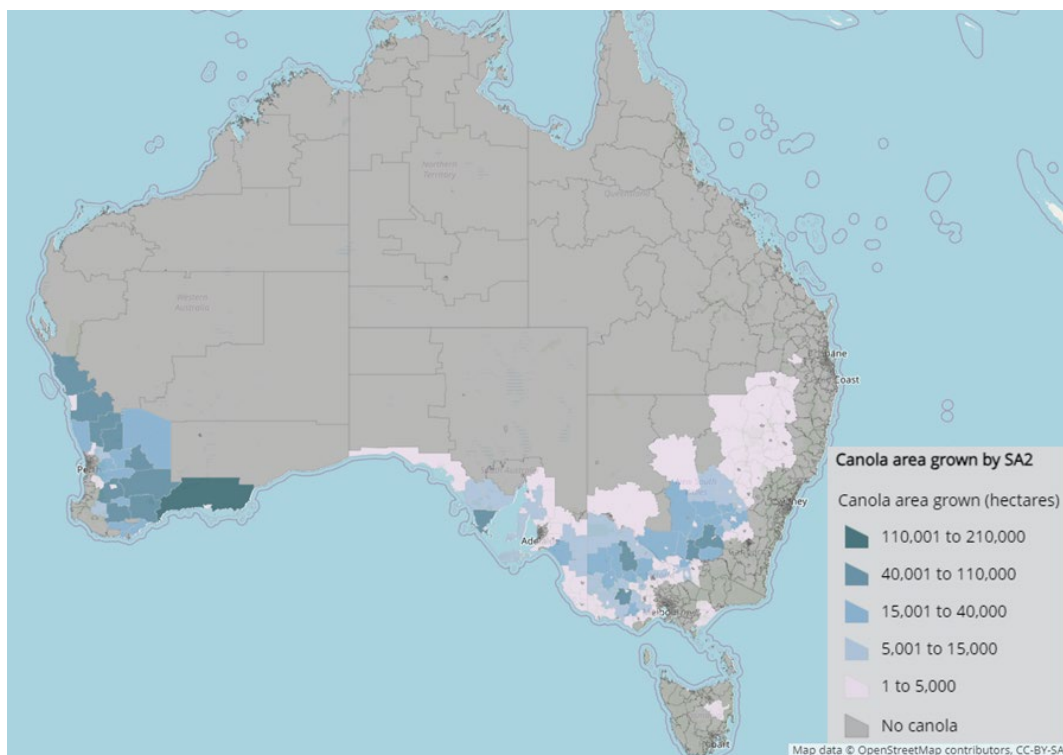 Northern
Territory
Queensland
Western
Australia
bane
Coast
Canola area grown by SA2
Canola area grown (hectares)
110,001 to 210,000
40,001 to 110,000
15,001 to 40,000
5,001 to 15,000
1 to 5,000
No canola
Map data © OpenStreetMap contributors, CC-BY-SA